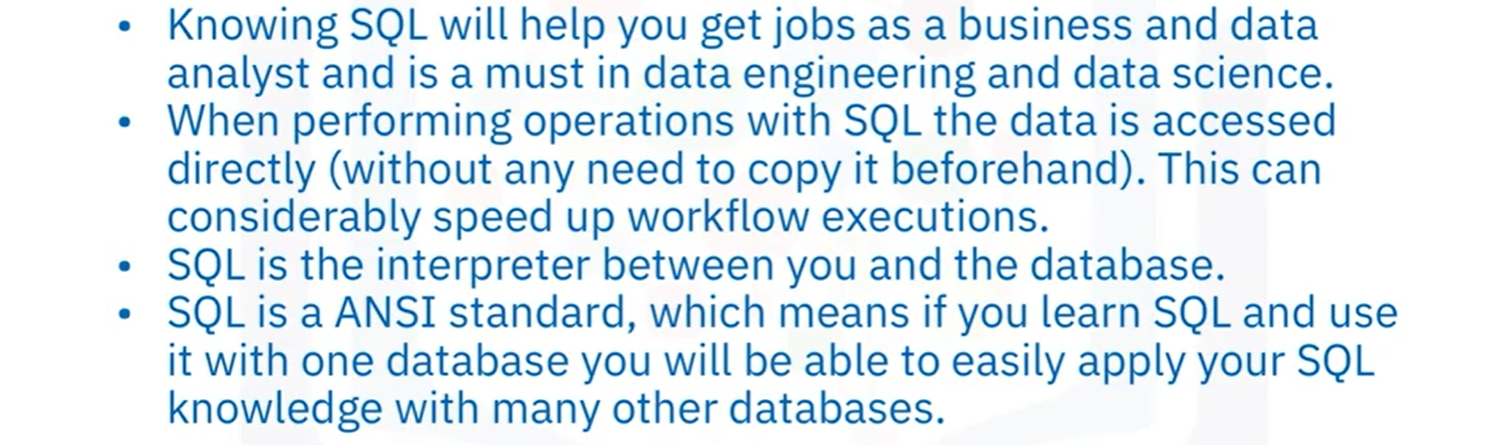 • Knowing SQL will help you get jobs as a business and data
analyst and is a must in data engineering and data science.
• When performing operations with SQL the data is accessed
directly (without any need to copy it beforehand). This can
considerably speed up workflow executions.
• SQL is the interpreter between you and the database.
• SQL is a ANSI standard, which means if you learn SQL and use
it with one database you will be able to easily apply your SQL
knowledge with many other databases.